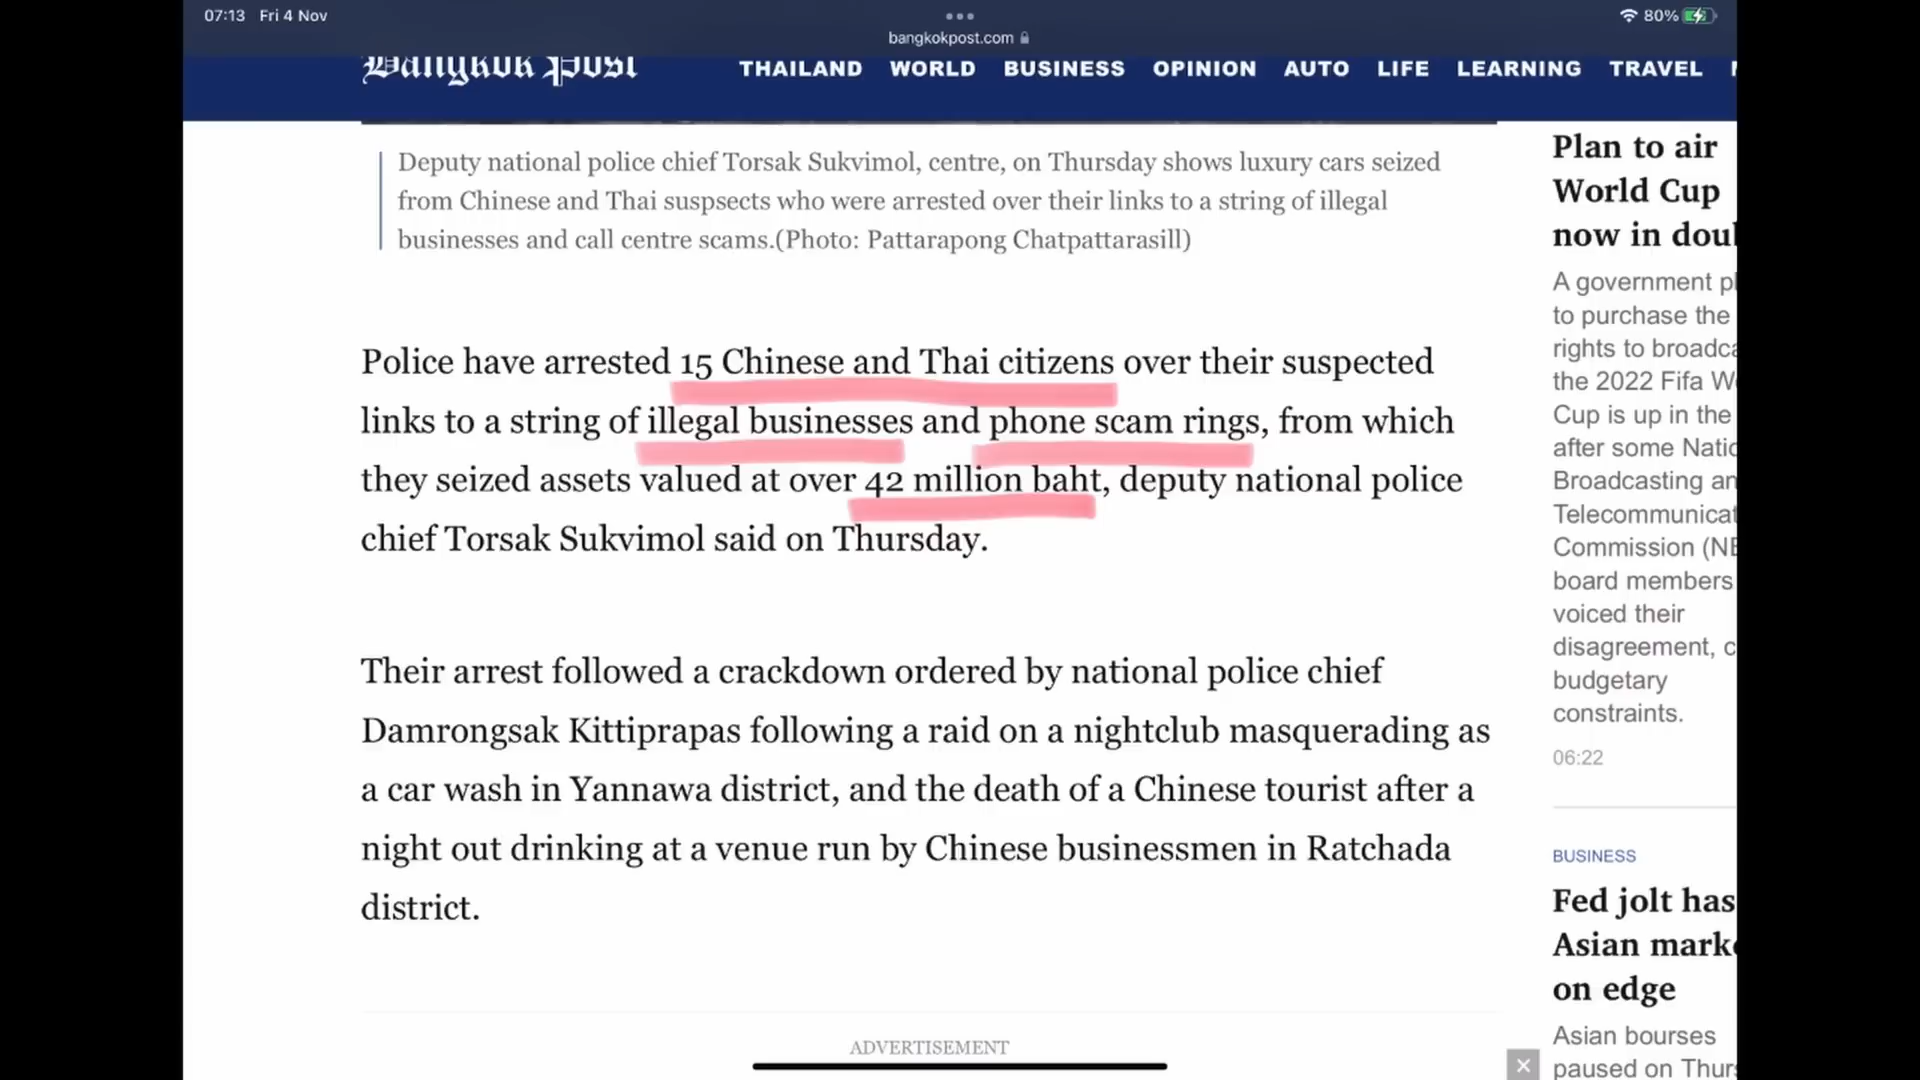 07:13 Fri 4 Nov
80%
bangkokpost.com
Bangkok Post
THAILAND WORLD BUSINESS OPINION AUTO LIFE LEARNING TRAVEL
Deputy national police chief Torsak Sukvimol, centre, on Thursday shows luxury cars seized
from Chinese and Thai suspsects who were arrested over their links to a string of illegal
businesses and call centre scams.(Photo: Pattarapong Chatpattarasill)
Police have arrested 15 Chinese and Thai citizens over their suspected
links to a string of illegal businesses and phone scam rings, from which
they seized assets valued at over 42 million baht, deputy national police
chief Torsak Sukvimol said on Thursday.
Their arrest followed a crackdown ordered by national police chief
Damrongsak Kittiprapas following a raid on a nightclub masquerading as
a car wash in Yannawa district, and the death of a Chinese tourist after a
night out drinking at a venue run by Chinese businessmen in Ratchada
district.
ADVERTISEMENT
Plan to air
World Cup
now in
A government
to purchase the
rights to
the 2022 Fifa
Cup is up in the
after some
Broadcasting
Commission
board members
voiced their
disagreement,
budgetary
constraints.
06:22
BUSINESS
Fed jolt has
Asian
on edge
Asian bourses
paused on